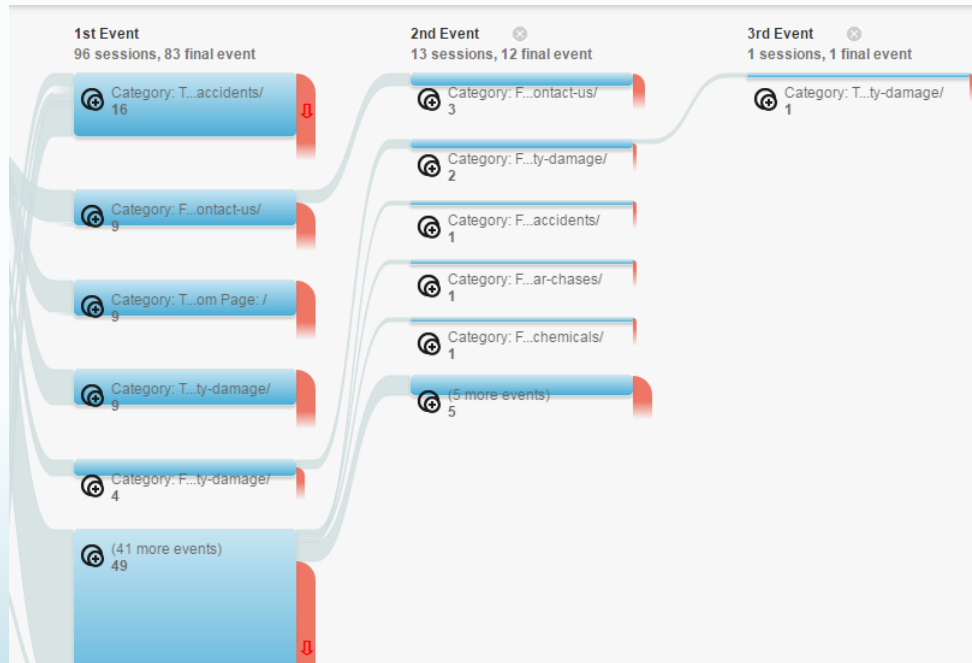 1st Event
96 sessions, 83 final event
Category: T...accidents/
16
Category: F...ontact-us/
9
Category: T...om Page: /
9
Category: T...ty-damage/
9
Category: F...ty-damage/
4
(41 more events)
49
2nd Event
13 sessions, 12 final event
Category: F...ontact-us/
3
Category: F...ty-damage/
2
Category: F...accidents/
1
Category: F...ar-chases/
1
Category: F...chemicals/
1
(5 more events)
5
3rd Event
1 sessions, 1 final event
Category: T...ty-damage/
1